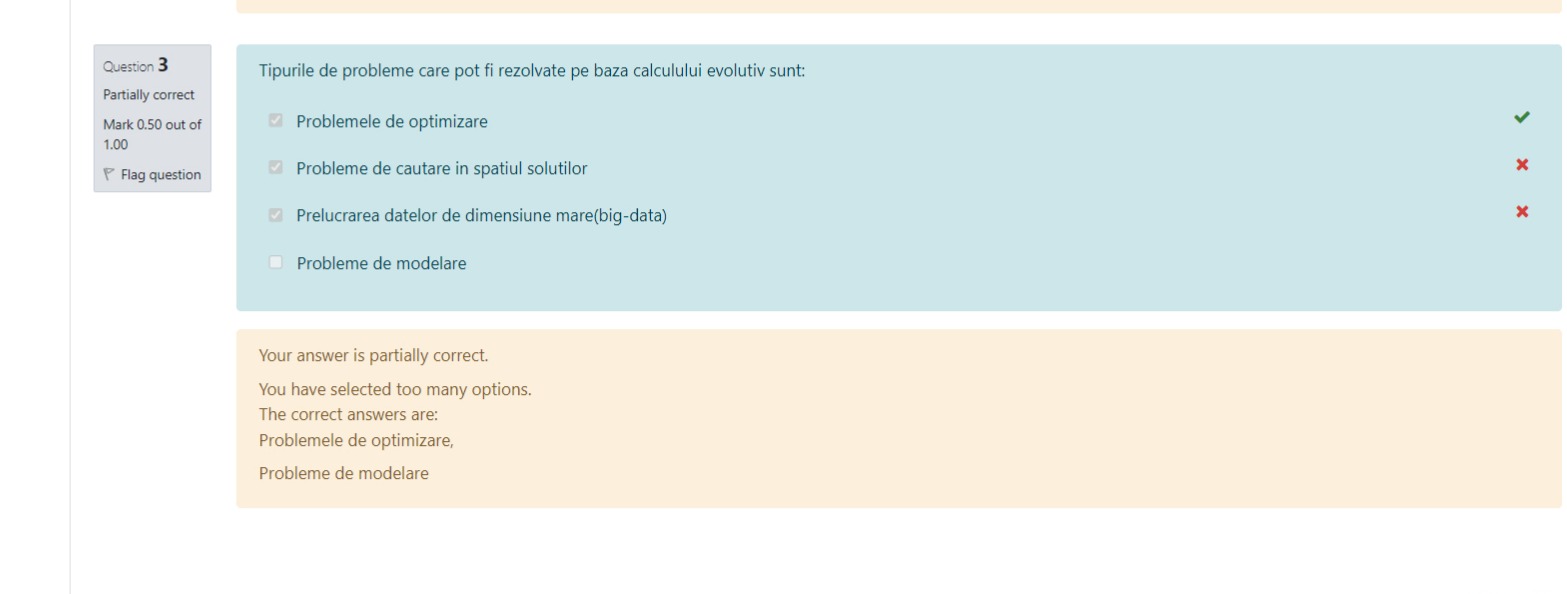 Question 3
Partially correct
Mark 0.50 out of
1.00
Flag question
Tipurile de probleme care pot fi rezolvate pe baza calculului evolutiv sunt:
Problemele de optimizare
Probleme de cautare in spatiul solutilor
Prelucrarea datelor de dimensiune mare(big-data)
Probleme de modelare
Your answer is partially correct.
You have selected too many options.
The correct answers are:
Problemele de optimizare,
Probleme de modelare